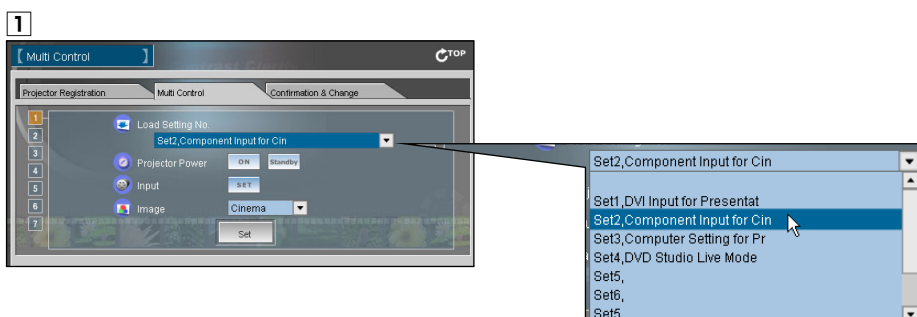 1
Multi Control
TOP
Projector Registration
Multi Control
Confirmation & Change
1
2
3
4
5
6
7
Load Setting No.
Set2,Component Input for Cin
Projector Power
ON
Standby
Input
SET
Image
Cinema
Set
Set2,Component Input for Cin
Set1,DVI Input for Presentat
Set2,Component Input for Cin
Set3,Computer Setting for Pr
Set4,DVD Studio Live Mode
Set5,
Set6,
Set5